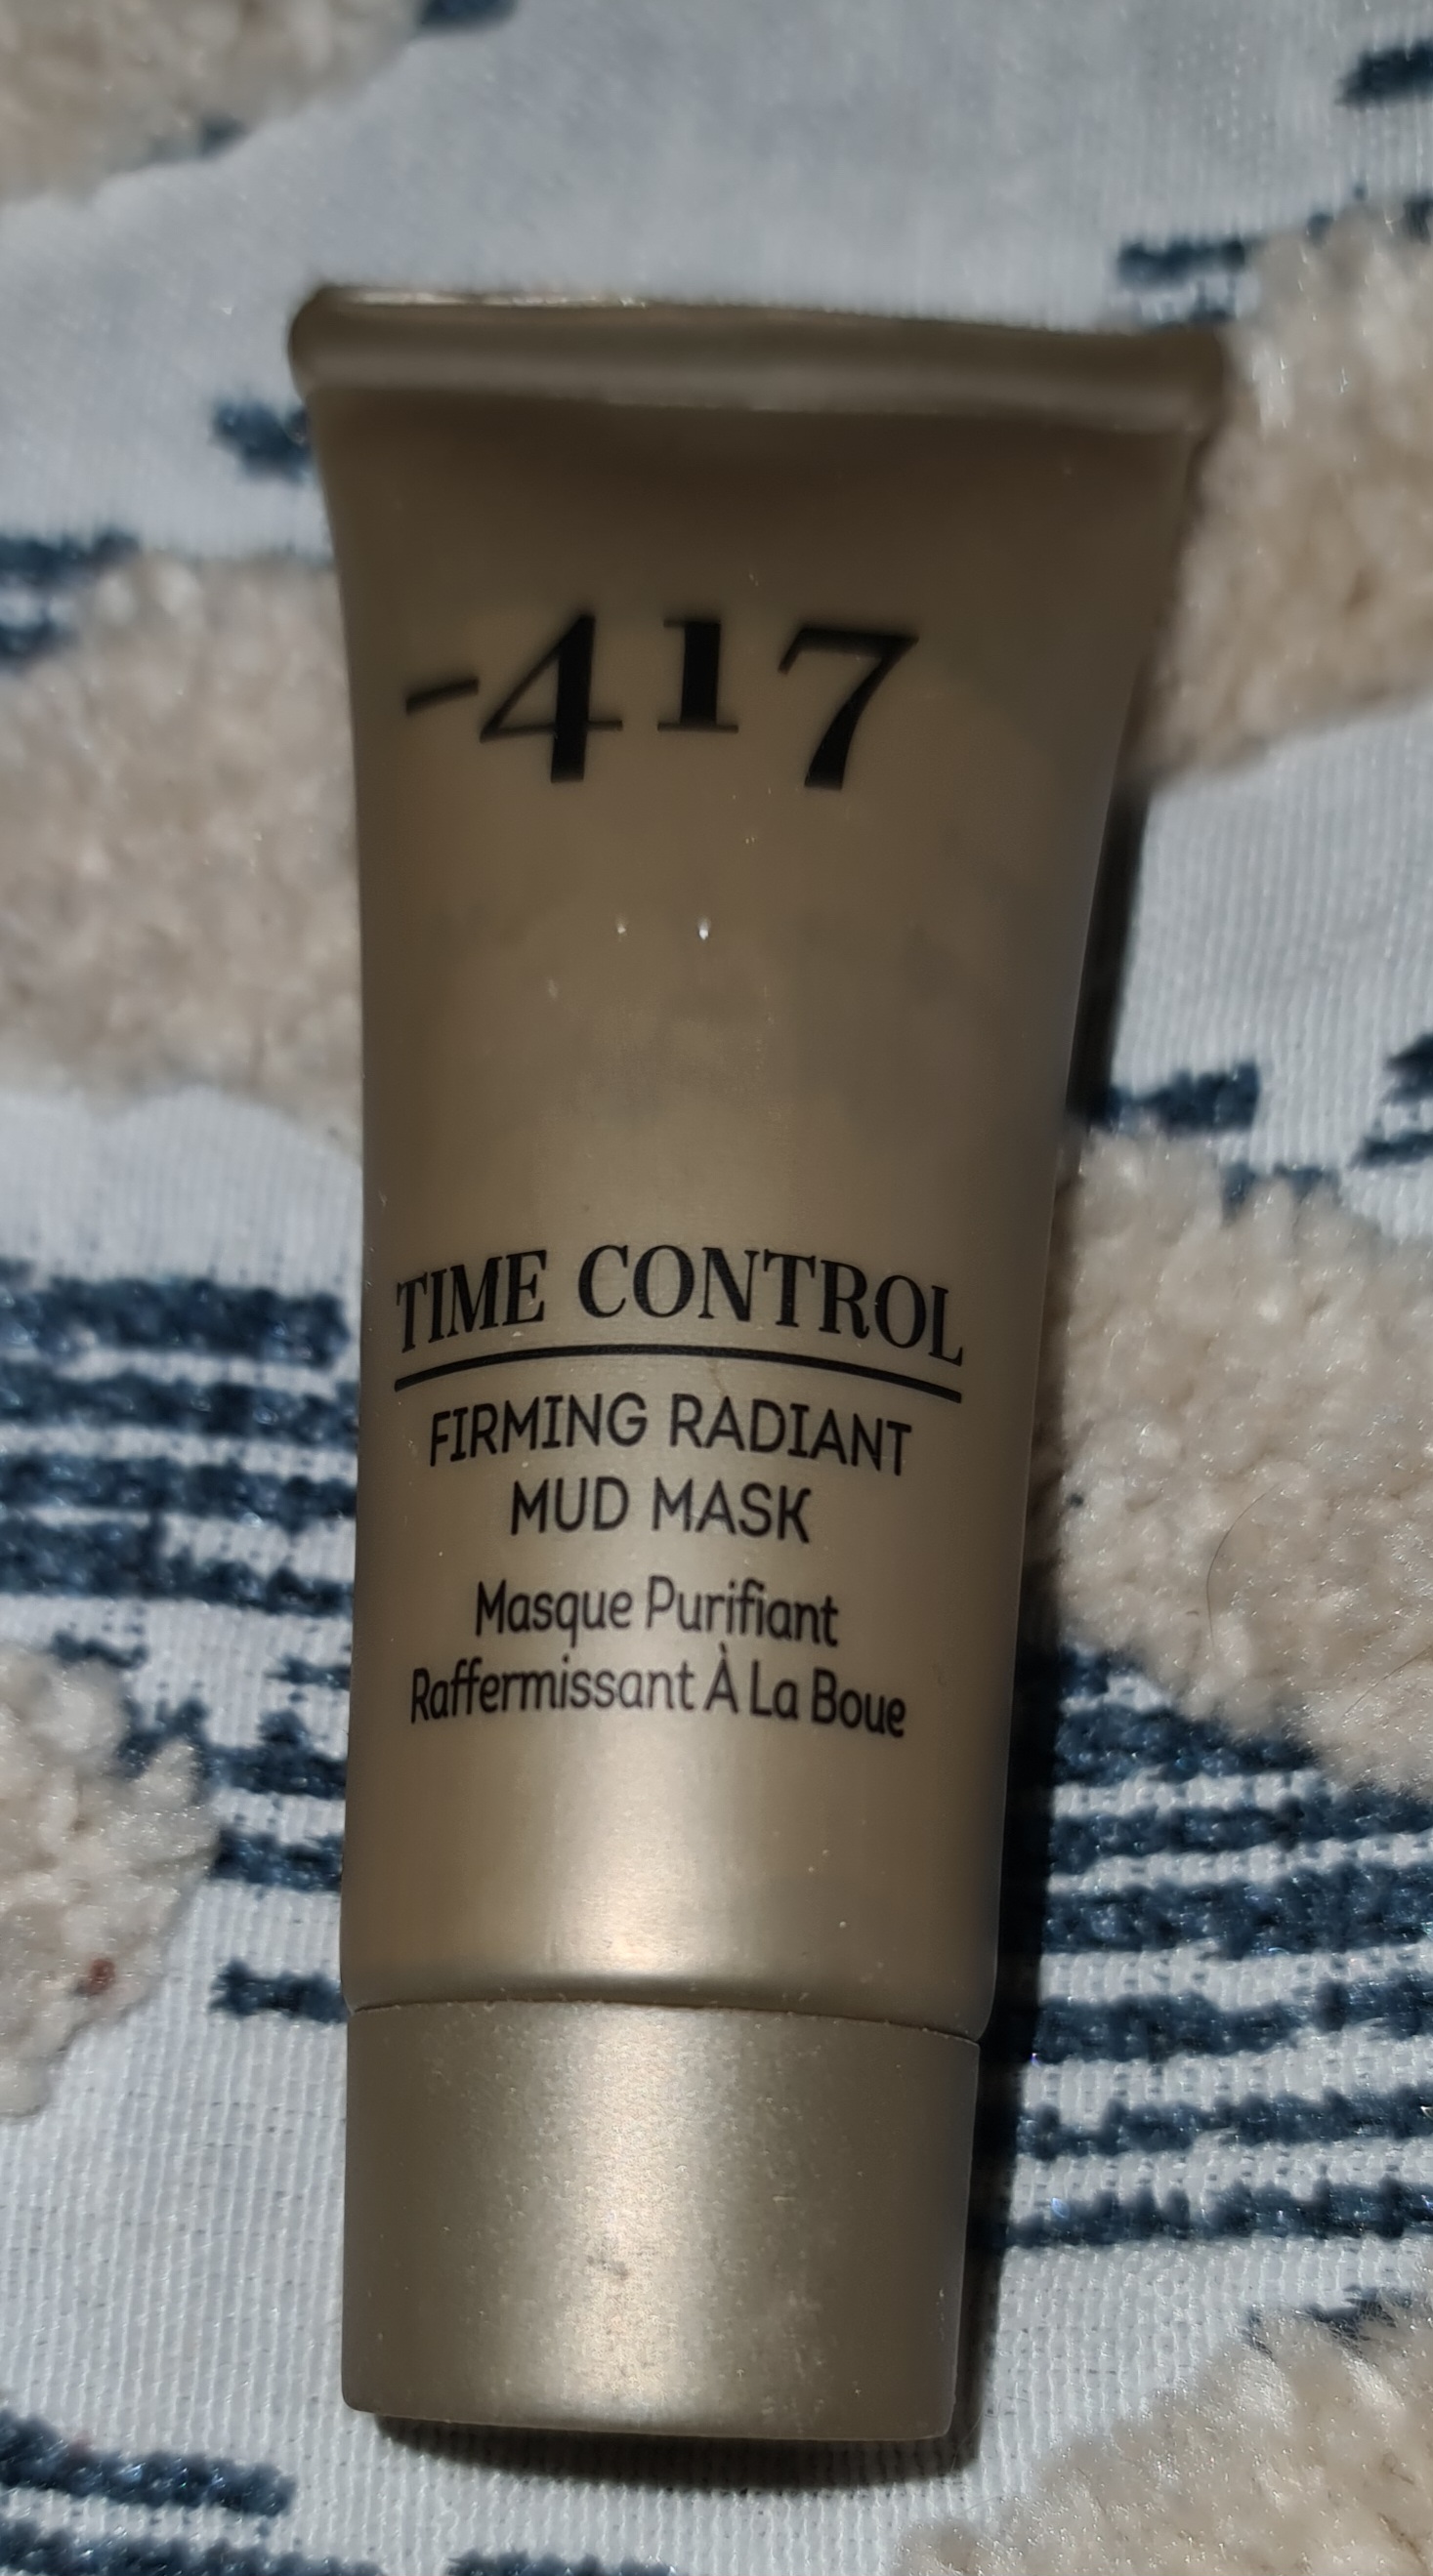 -417
TIME CONTROL
FIRMING RADIANT
MUD MASK
Masque Purifiant
Raffermissant À La Boue